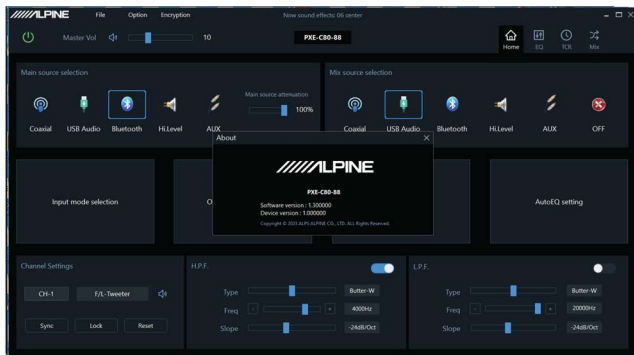 ALPINE File Option Encryption Now sound effects: 06 center
Master Vol 10 PXE-C80-88 Home EQ TCR Mix
Main source selection
Coaxial USB Audio Bluetooth Hi.Level AUX
Main source attenuation
100%
Mix source selection
Coaxial USB Audio Bluetooth Hi.Level AUX OFF
About
ALPINE
PXE-C80-88
Software version : 1.300000
Device version : 1.000000
Copyright © 2023 ALPS ALPINE CO., LTD. ALL Rights Reserved.
Input mode selection
O
AutoEQ setting
Channel Settings
CH-1 F/L-Tweeter
Sync Lock Reset
H.P.F.
Type Butter-W
Freq - + 4000Hz
Slope -24dB/Oct
L.P.F.
Type Butter-W
Freq - + 20000Hz
Slope -24dB/Oct